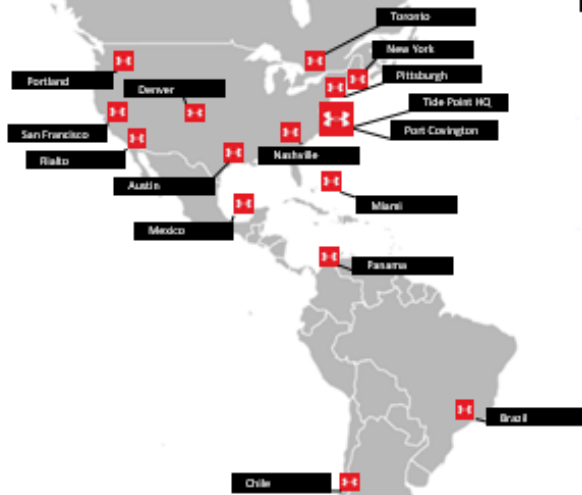 Toronto
New York
Portland
Pittsburgh
Denver
Tide Point HQ
San Francisco
Port Covington
Rialto
Nashville
Austin
Miami
Mexico
Panama
Brazil
Chile